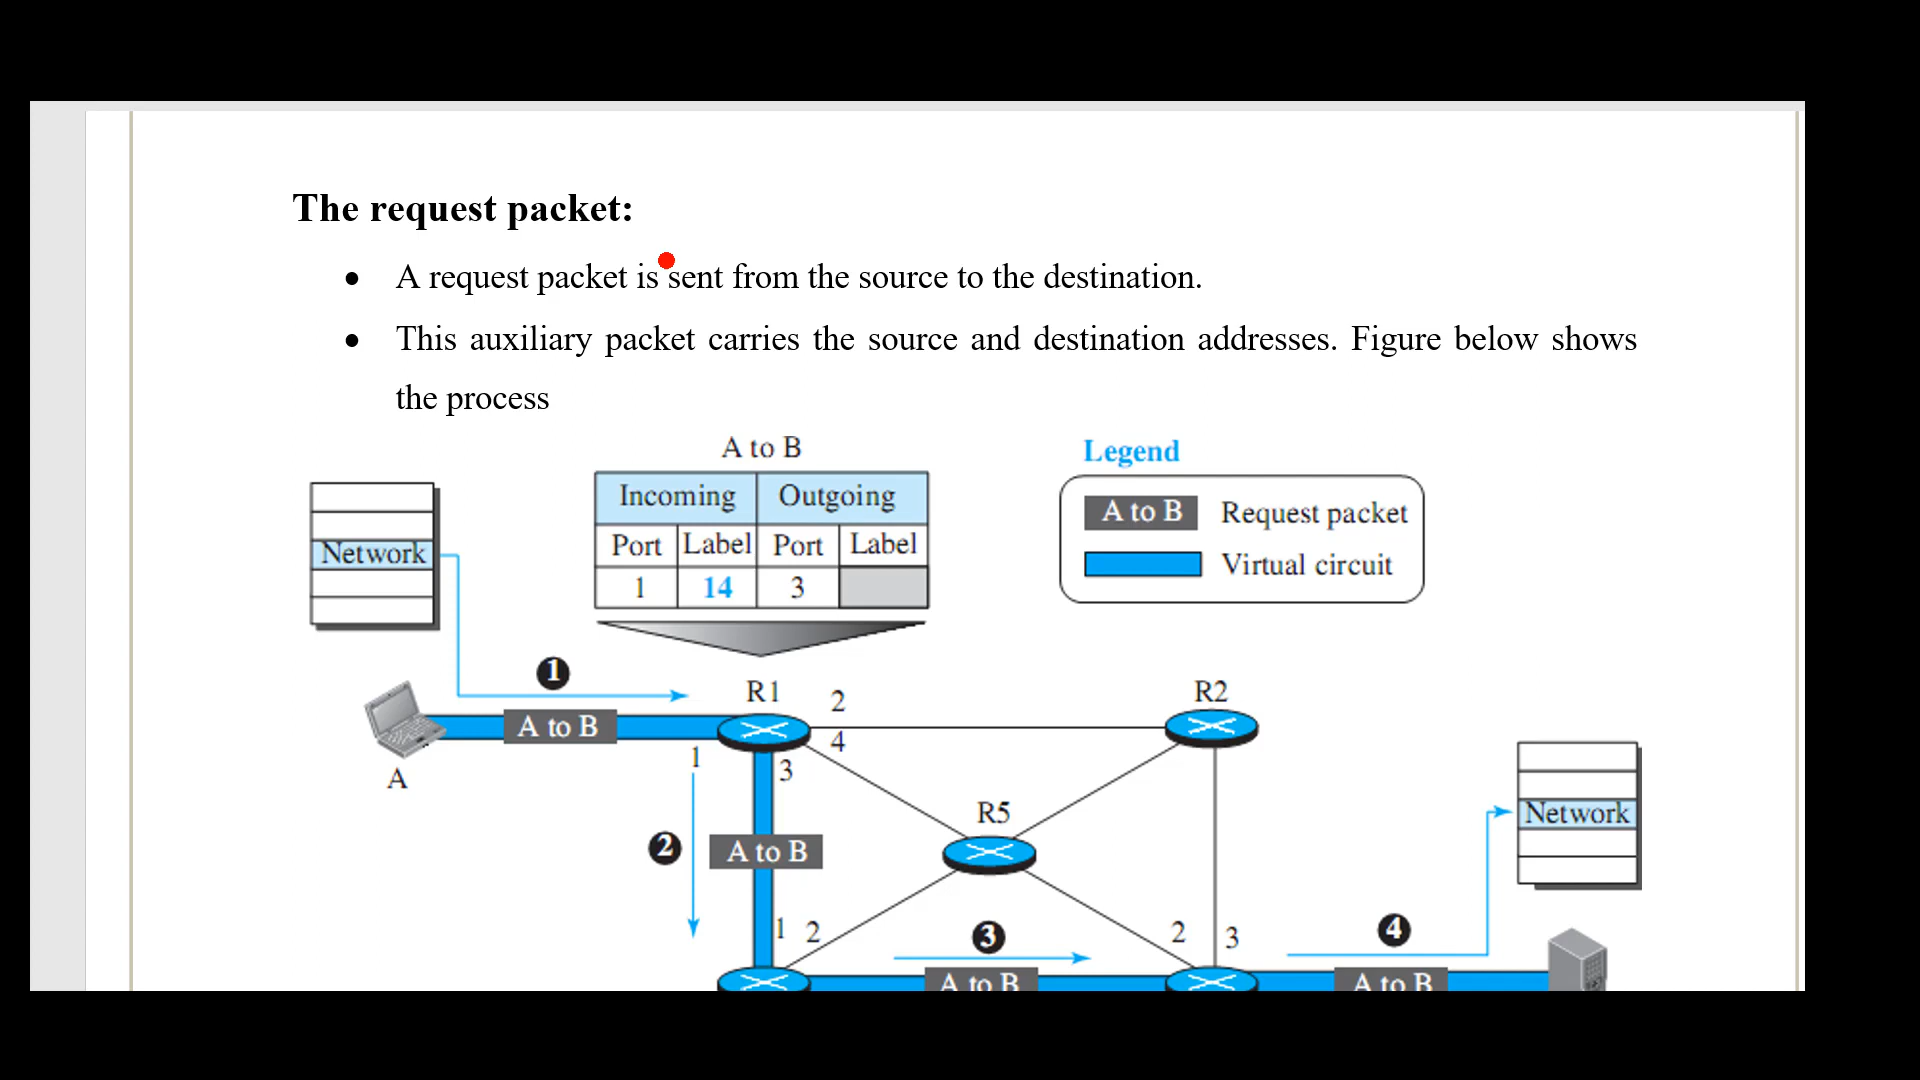 The request packet:
• A request packet is sent from the source to the destination.
• This auxiliary packet carries the source and destination addresses. Figure below shows
the process
A to B
Incoming Outgoing
Port Label Port Label
1 14 3
Legend
A to B Request packet
Virtual circuit
Network
1
A to B
A
R1
2
4
1
3
R2
R5
2
A to B
1 2
3
2 3
4
Network
A to B
A to B